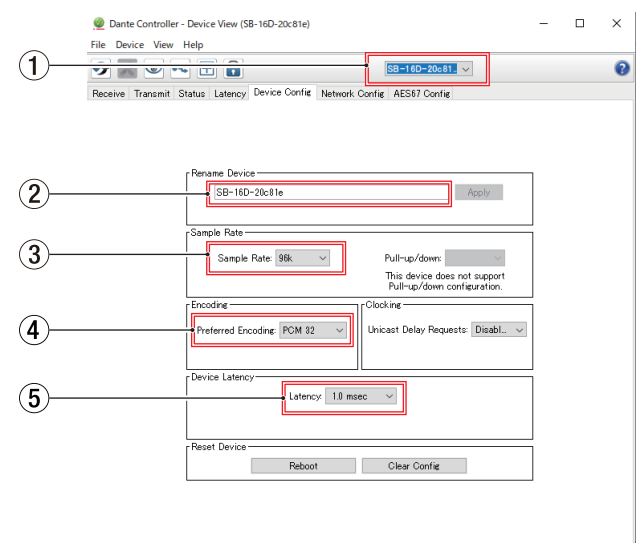 Dante Controller - Device View (SB-16D-20c81e)
File Device View Help
1
SB-16D-20c81.
?
Receive Transmit Status Latency Device Config Network Config AES67 Config
Rename Device
2
SB-16D-20c81e
Apply
Sample Rate
3
Sample Rate: 96k
Pull-up/down:
This device does not support
Pull-up/down configuration.
Encoding
Clocking
4
Preferred Encoding: PCM 32
Unicast Delay Requests: Disabl...
Device Latency
5
Latency: 1.0 msec
Reset Device
Reboot
Clear Config